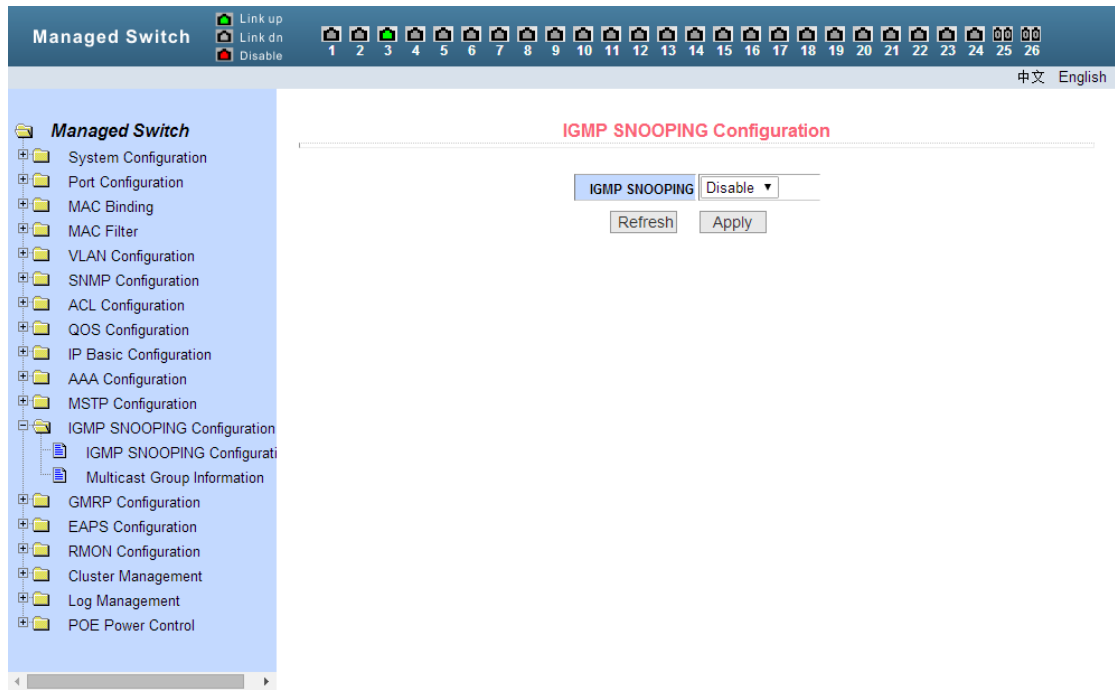 Managed Switch
Link up
Link dn
Disable
1 2 3 4 5 6 7 8 9 10 11 12 13 14 15 16 17 18 19 20 21 22 23 24 25 26
中文 English
Managed Switch
System Configuration
Port Configuration
MAC Binding
MAC Filter
VLAN Configuration
SNMP Configuration
ACL Configuration
QOS Configuration
IP Basic Configuration
AAA Configuration
MSTP Configuration
IGMP SNOOPING Configuration
IGMP SNOOPING Configurati
Multicast Group Information
GMRP Configuration
EAPS Configuration
RMON Configuration
Cluster Management
Log Management
POE Power Control
IGMP SNOOPING Configuration
IGMP SNOOPING Disable
Refresh Apply